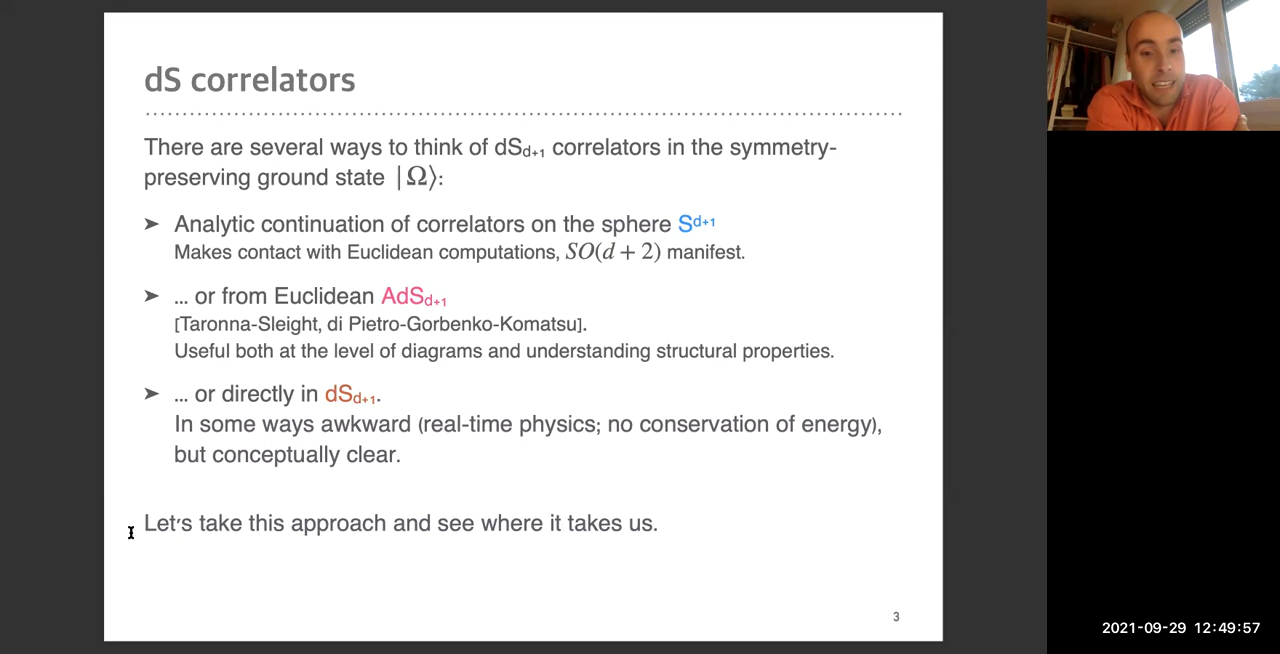 dS correlators
There are several ways to think of dS_{d+1} correlators in the symmetry-
preserving ground state |Ω⟩:
➤ Analytic continuation of correlators on the sphere S^{d+1}
Makes contact with Euclidean computations, SO(d + 2) manifest.
➤ ... or from Euclidean AdS_{d+1}
[Taronna-Sleight, di Pietro-Gorbenko-Komatsu].
Useful both at the level of diagrams and understanding structural properties.
➤ ... or directly in dS_{d+1}.
In some ways awkward (real-time physics; no conservation of energy),
but conceptually clear.
Let's take this approach and see where it takes us.
3
2021-09-29 12:49:57